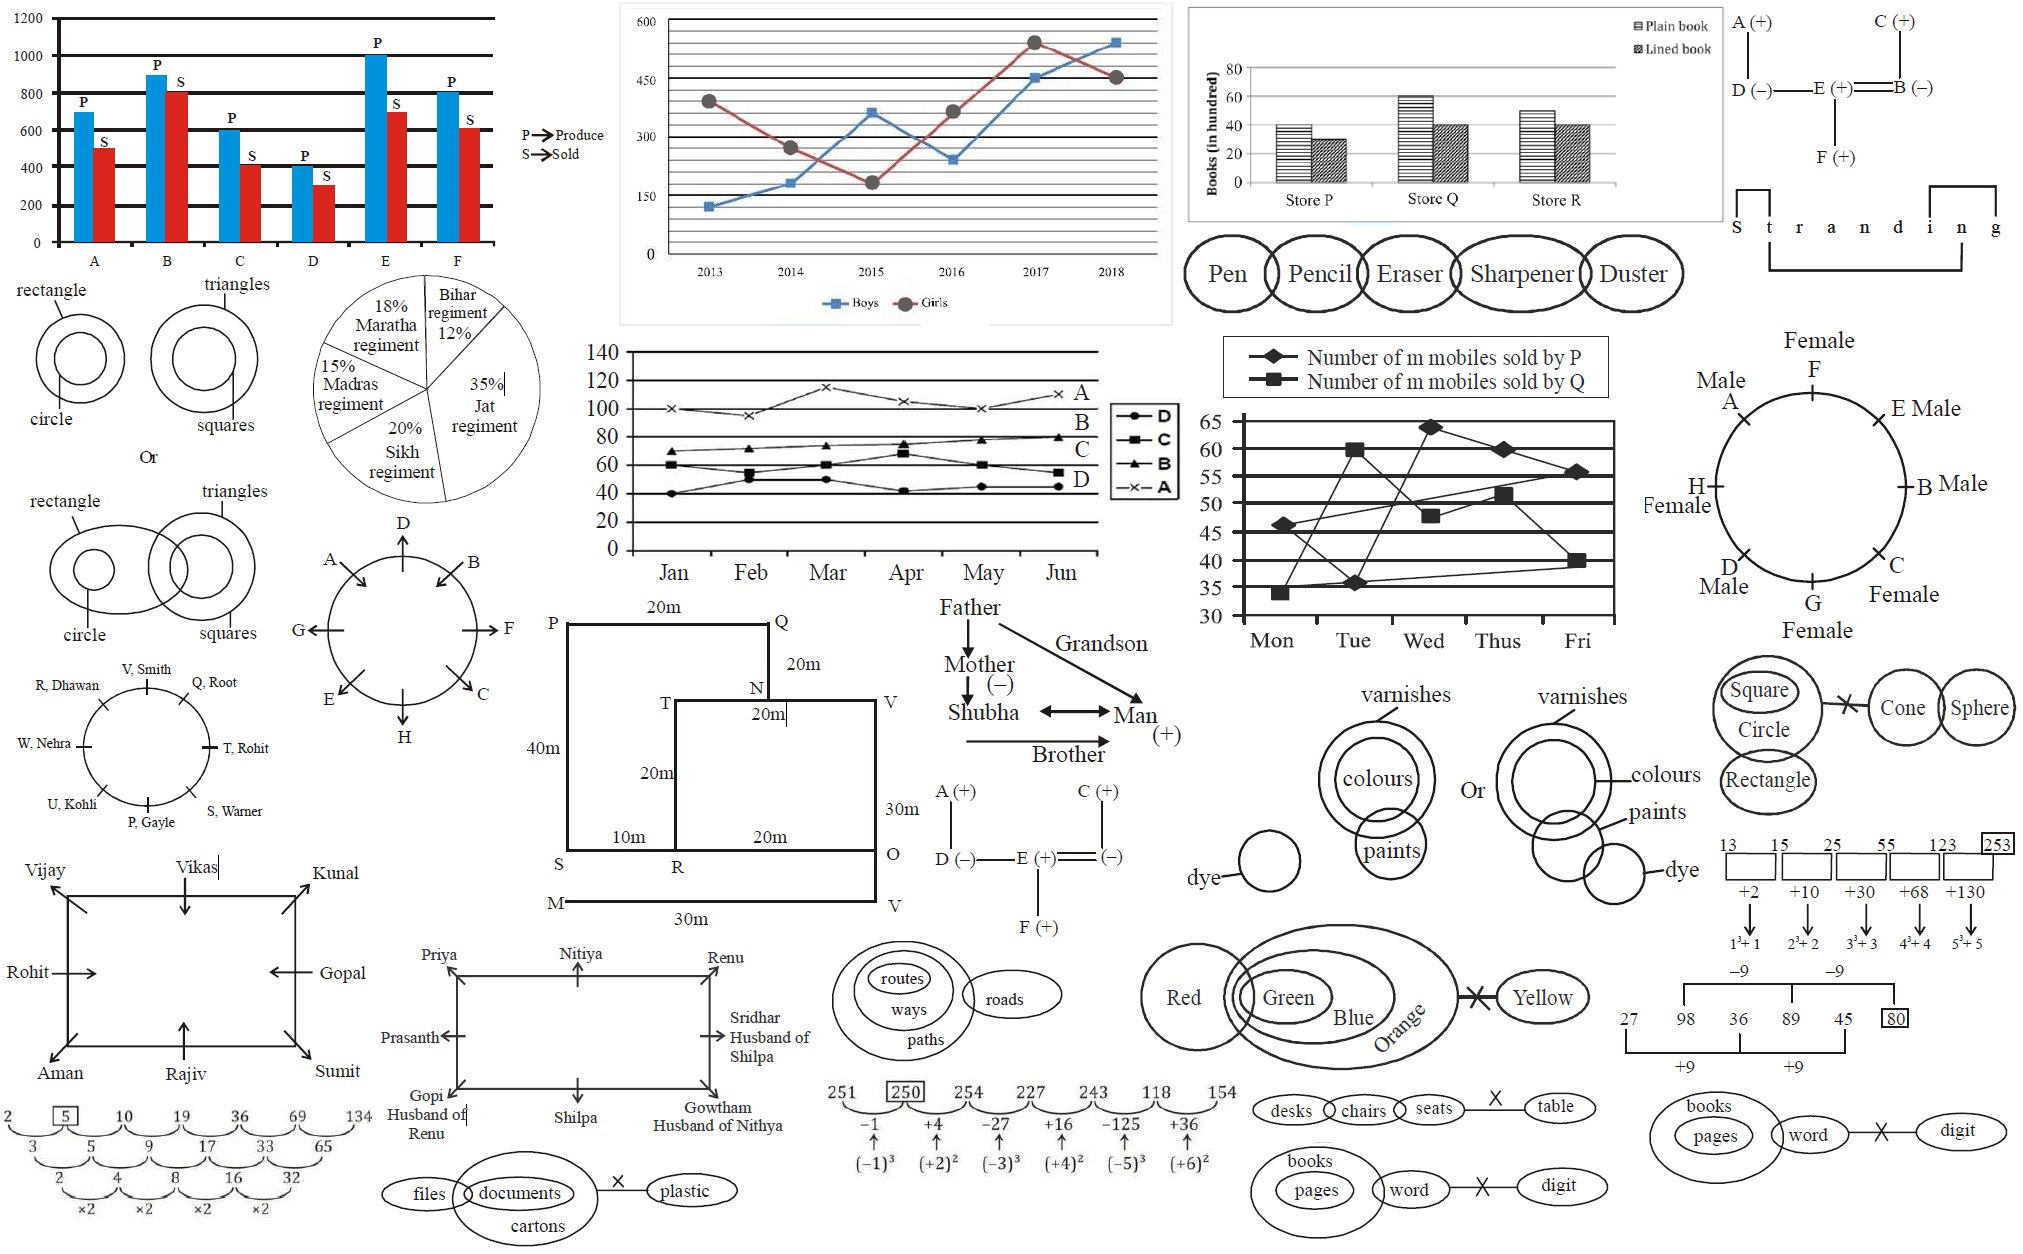 1200
1000
800
600
400
200
0
P
S
P
S
P
S
P
S
P
S
P
S
A
B
C
D
E
F
P → Produce
S → Sold
600
450
300
150
0
2013
2014
2015
2016
2017
2018
Boys
Girls
Plain book
Lined book
Books (in hundred)
80
60
40
20
0
Store P
Store Q
Store R
A (+)
C (+)
D (–)
E (+)
B (–)
F (+)
S t r a n d i n g
Pen
Pencil
Eraser
Sharpener
Duster
rectangle
triangles
circle
squares
Or
rectangle
triangles
circle
squares
18%
Maratha
regiment
Bihar
regiment
12%
15%
Madras
regiment
35%
Jat
regiment
20%
Sikh
regiment
D
A
B
G
F
E
C
H
140
120
100
80
60
40
20
0
A
B
C
D
Jan
Feb
Mar
Apr
May
Jun
D
C
B
A
Number of m mobiles sold by P
Number of m mobiles sold by Q
65
60
55
50
45
40
35
30
Mon
Tue
Wed
Thus
Fri
Female
F
Male
A
E Male
H
Female
B Male
D
Male
C
Female
G
Female
V, Smith
R, Dhawan
Q, Root
W, Nehra
T, Rohit
U, Kohli
S, Warner
P, Gayle
20m
P
Q
20m
N
T
20m
V
40m
20m
30m
10m
20m
S
R
O
M
V
30m
Father
Grandson
Mother
(–)
Shubha
Man
(+)
Brother
A (+)
C (+)
D (–)
E (+)
(–)
F (+)
varnishes
colours
paints
dye
Or
varnishes
colours
paints
dye
Square
Circle
Rectangle
Cone
Sphere
13 15 25 55 123 253
+2 +10 +30 +68 +130
1³+ 1 2³+ 2 3³+ 3 4³+ 4 5³+ 5
–9 –9
27 98 36 89 45 80
+9 +9
Vijay
Vikas
Kunal
Rohit
Gopal
Aman
Rajiv
Sumit
Priya
Nitiya
Renu
Prasanth
Sridhar
Husband of
Shilpa
Gopi
Husband of
Renu
Shilpa
Gowtham
Husband of Nithya
routes
ways
paths
roads
Red
Green
Blue
Orange
Yellow
2 5 10 19 36 69 134
3 5 9 17 33 65
2 4 8 16 32
×2 ×2 ×2 ×2
files
documents
cartons
X
plastic
251 250 254 227 243 118 154
−1 +4 −27 +16 −125 +36
(−1)³ (+2)² (−3)³ (+4)² (−5)³ (+6)²
desks
chairs
seats
X
table
books
pages
word
X
digit
books
pages
word
X
digit